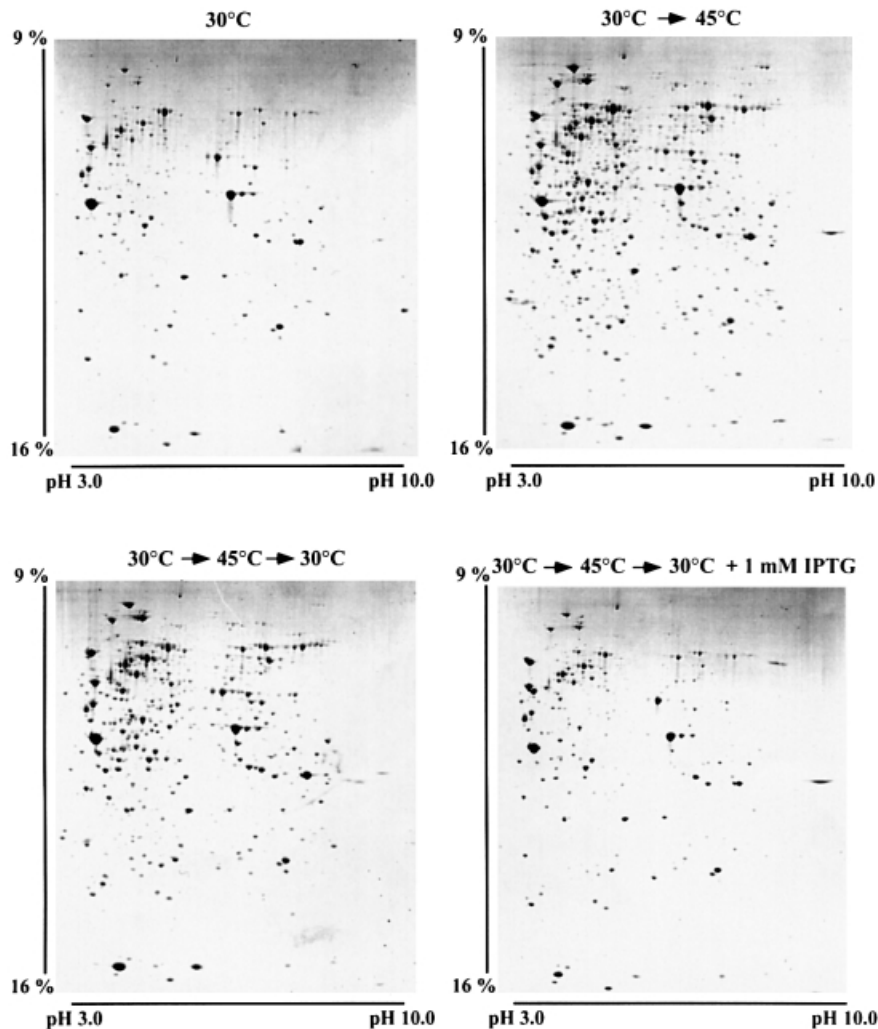 30°C
9 %
16 %
pH 3.0 pH 10.0
30°C → 45°C
9 %
16 %
pH 3.0 pH 10.0
30°C → 45°C → 30°C
9 %
16 %
pH 3.0 pH 10.0
30°C → 45°C → 30°C + 1 mM IPTG
9 %
16 %
pH 3.0 pH 10.0